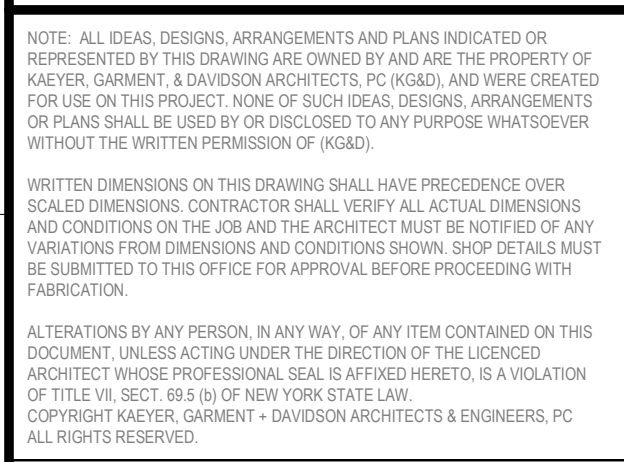 NOTE: ALL IDEAS, DESIGNS, ARRANGEMENTS AND PLANS INDICATED OR
REPRESENTED BY THIS DRAWING ARE OWNED BY AND ARE THE PROPERTY OF
KAEYER, GARMENT, & DAVIDSON ARCHITECTS, PC (KG&D), AND WERE CREATED
FOR USE ON THIS PROJECT. NONE OF SUCH IDEAS, DESIGNS, ARRANGEMENTS
OR PLANS SHALL BE USED BY OR DISCLOSED TO ANY PURPOSE WHATSOEVER
WITHOUT THE WRITTEN PERMISSION OF (KG&D).
WRITTEN DIMENSIONS ON THIS DRAWING SHALL HAVE PRECEDENCE OVER
SCALED DIMENSIONS. CONTRACTOR SHALL VERIFY ALL ACTUAL DIMENSIONS
AND CONDITIONS ON THE JOB AND THE ARCHITECT MUST BE NOTIFIED OF ANY
VARIATIONS FROM DIMENSIONS AND CONDITIONS SHOWN. SHOP DETAILS MUST
BE SUBMITTED TO THIS OFFICE FOR APPROVAL BEFORE PROCEEDING WITH
FABRICATION.
ALTERATIONS BY ANY PERSON, IN ANY WAY, OF ANY ITEM CONTAINED ON THIS
DOCUMENT, UNLESS ACTING UNDER THE DIRECTION OF THE LICENCED
ARCHITECT WHOSE PROFESSIONAL SEAL IS AFFIXED HERETO, IS A VIOLATION
OF TITLE VII, SECT. 69.5 (b) OF NEW YORK STATE LAW.
COPYRIGHT KAEYER, GARMENT + DAVIDSON ARCHITECTS & ENGINEERS, PC
ALL RIGHTS RESERVED.